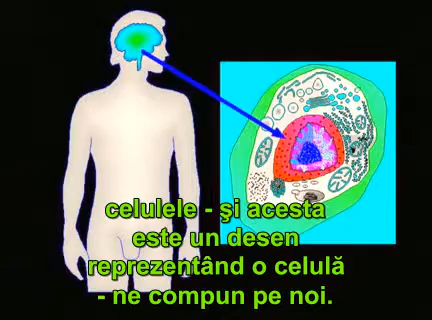 celulele - şi acesta
este un desen
reprezentând o celulă
- ne compun pe noi.